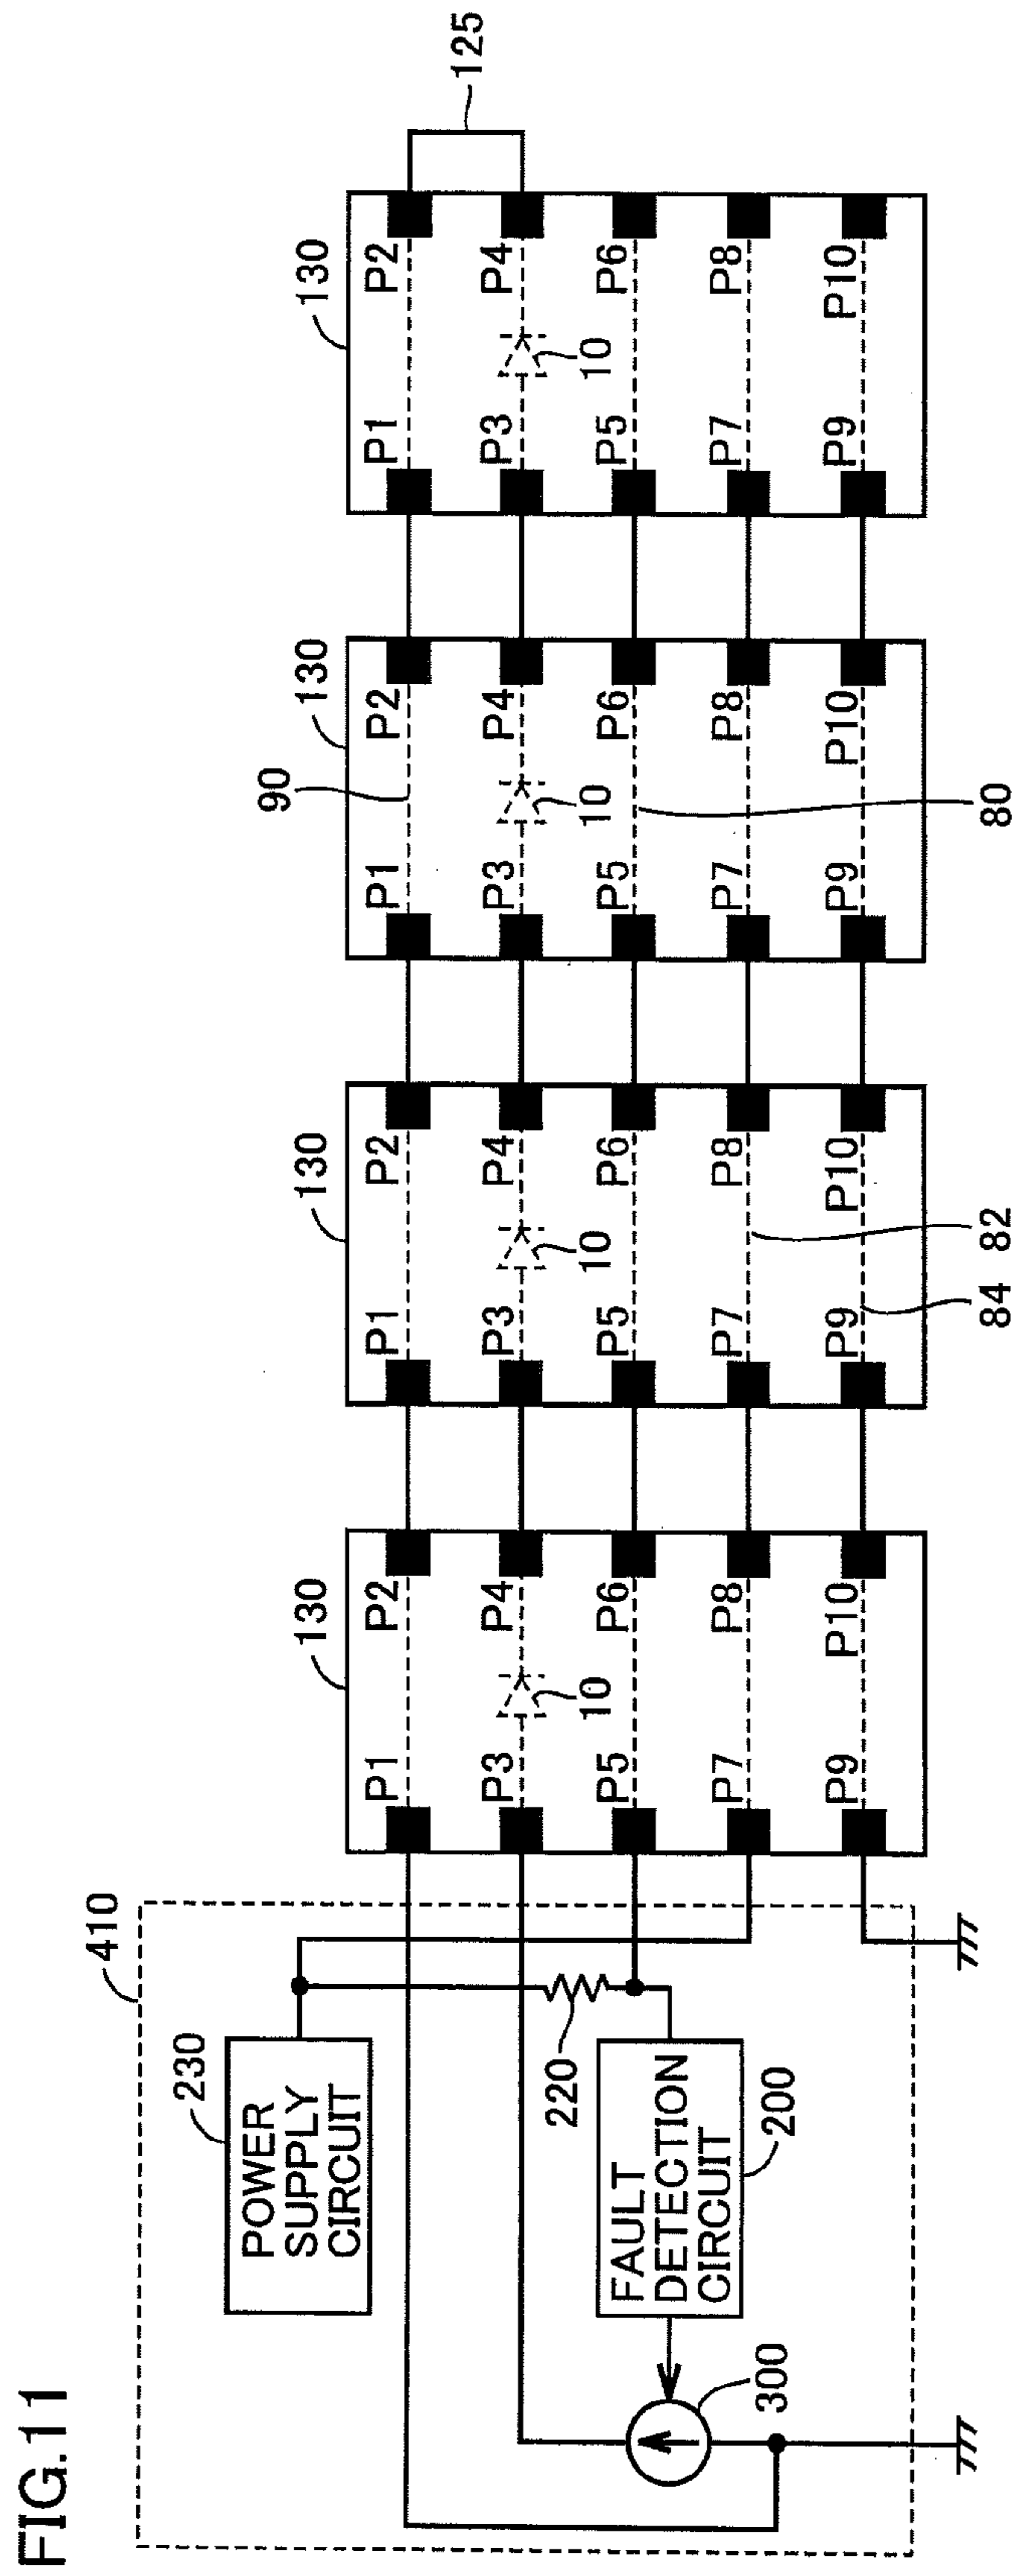 FIG.11
410
230
POWER
SUPPLY
CIRCUIT
220
FAULT
DETECTION
CIRCUIT
200
300
130
P1
P2
P3
10
P4
P5
P6
P7
P8
P9
P10
130
P1
P2
P3
10
P4
P5
P6
P7
P8
82
P9
P10
84
130
90
P1
P2
P3
10
P4
P5
P6
80
P7
P8
P9
P10
130
125
P1
P2
P3
10
P4
P5
P6
P7
P8
P9
P10